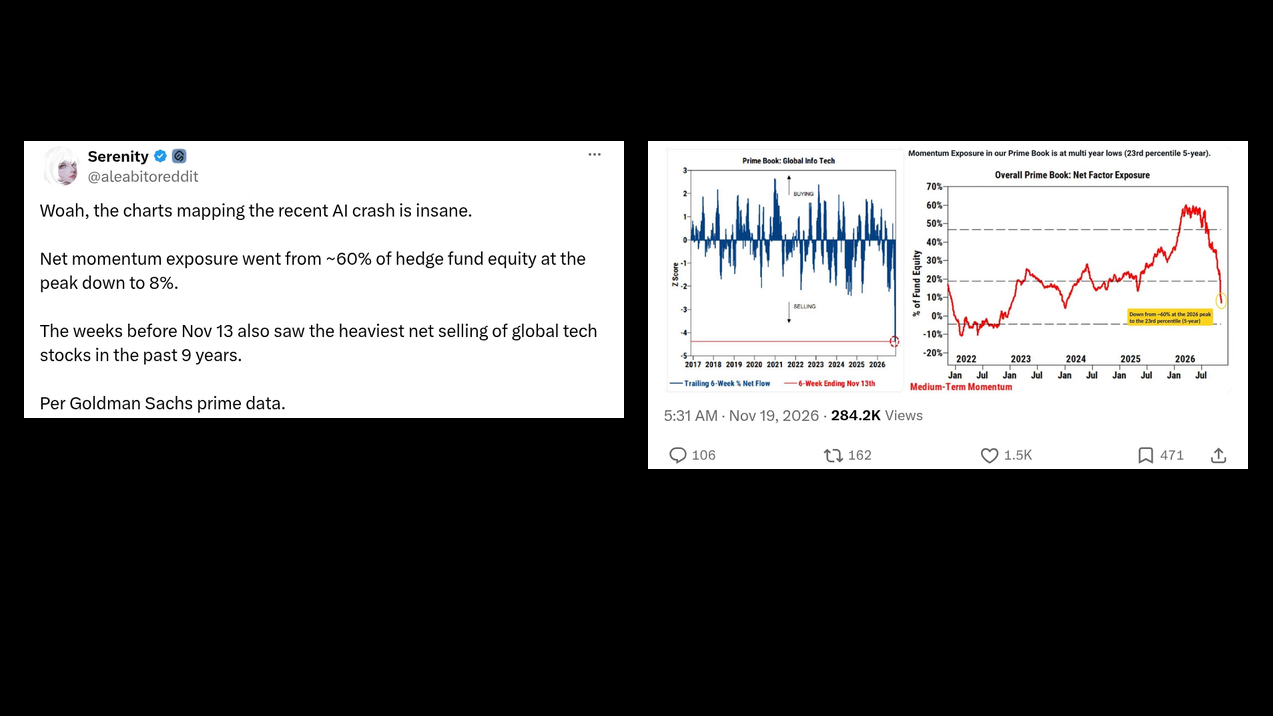 Serenity
@aleabitoreddit
Woah, the charts mapping the recent AI crash is insane.
Net momentum exposure went from ~60% of hedge fund equity at the
peak down to 8%.
The weeks before Nov 13 also saw the heaviest net selling of global tech
stocks in the past 9 years.
Per Goldman Sachs prime data.
Prime Book: Global Info Tech
3
2
1
0
-1
-2
-3
-4
-5
Z Score
BUYING
SELLING
2017 2018 2019 2020 2021 2022 2023 2024 2025 2026
Trailing 6-Week % Net Flow
6-Week Ending Nov 13th
Momentum Exposure in our Prime Book is at multi year lows (23rd percentile 5-year).
Overall Prime Book: Net Factor Exposure
70%
60%
50%
40%
30%
20%
10%
0%
-10%
-20%
% of Fund Equity
Down from ~60% at the 2026 peak
to the 23rd percentile (5-year)
2022 2023 2024 2025 2026
Jan Jul Jan Jul Jan Jul Jan Jul Jan Jul
Medium-Term Momentum
5:31 AM · Nov 19, 2026 · 284.2K Views
106 162 1.5K 471